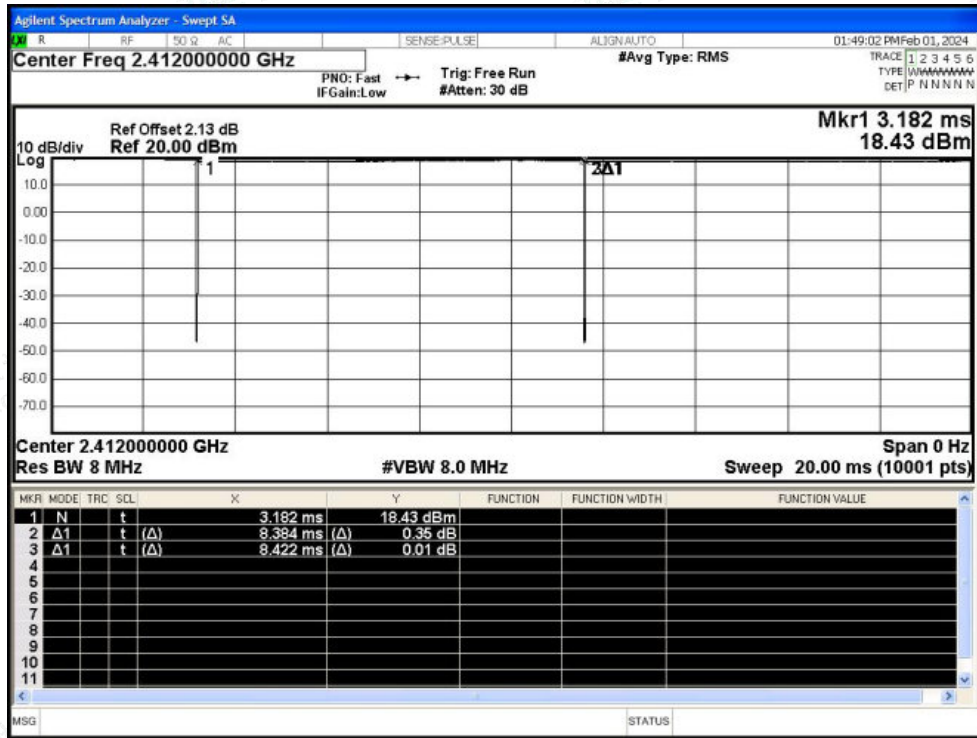 Agilent Spectrum Analyzer - Swept SA
LXI R RF 50 Ω AC SENSE:PULSE ALIGN AUTO 01:49:02 PM Feb 01, 2024
Center Freq 2.412000000 GHz #Avg Type: RMS TRACE 1 2 3 4 5 6
PNO: Fast Trig: Free Run TYPE WWWWWW
IFGain:Low #Atten: 30 dB DET P N N N N N
Mkr1 3.182 ms
Ref Offset 2.13 dB
10 dB/div Ref 20.00 dBm 18.43 dBm
Log
1 2Δ1
10.0
0.00
-10.0
-20.0
-30.0
-40.0
-50.0
-60.0
-70.0
Center 2.412000000 GHz Span 0 Hz
Res BW 8 MHz #VBW 8.0 MHz Sweep 20.00 ms (10001 pts)
MKR MODE TRC SCL X Y FUNCTION FUNCTION WIDTH FUNCTION VALUE
1 N t 3.182 ms 18.43 dBm
2 Δ1 t (Δ) 8.384 ms (Δ) 0.35 dB
3 Δ1 t (Δ) 8.422 ms (Δ) 0.01 dB
4
5
6
7
8
9
10
11
MSG STATUS